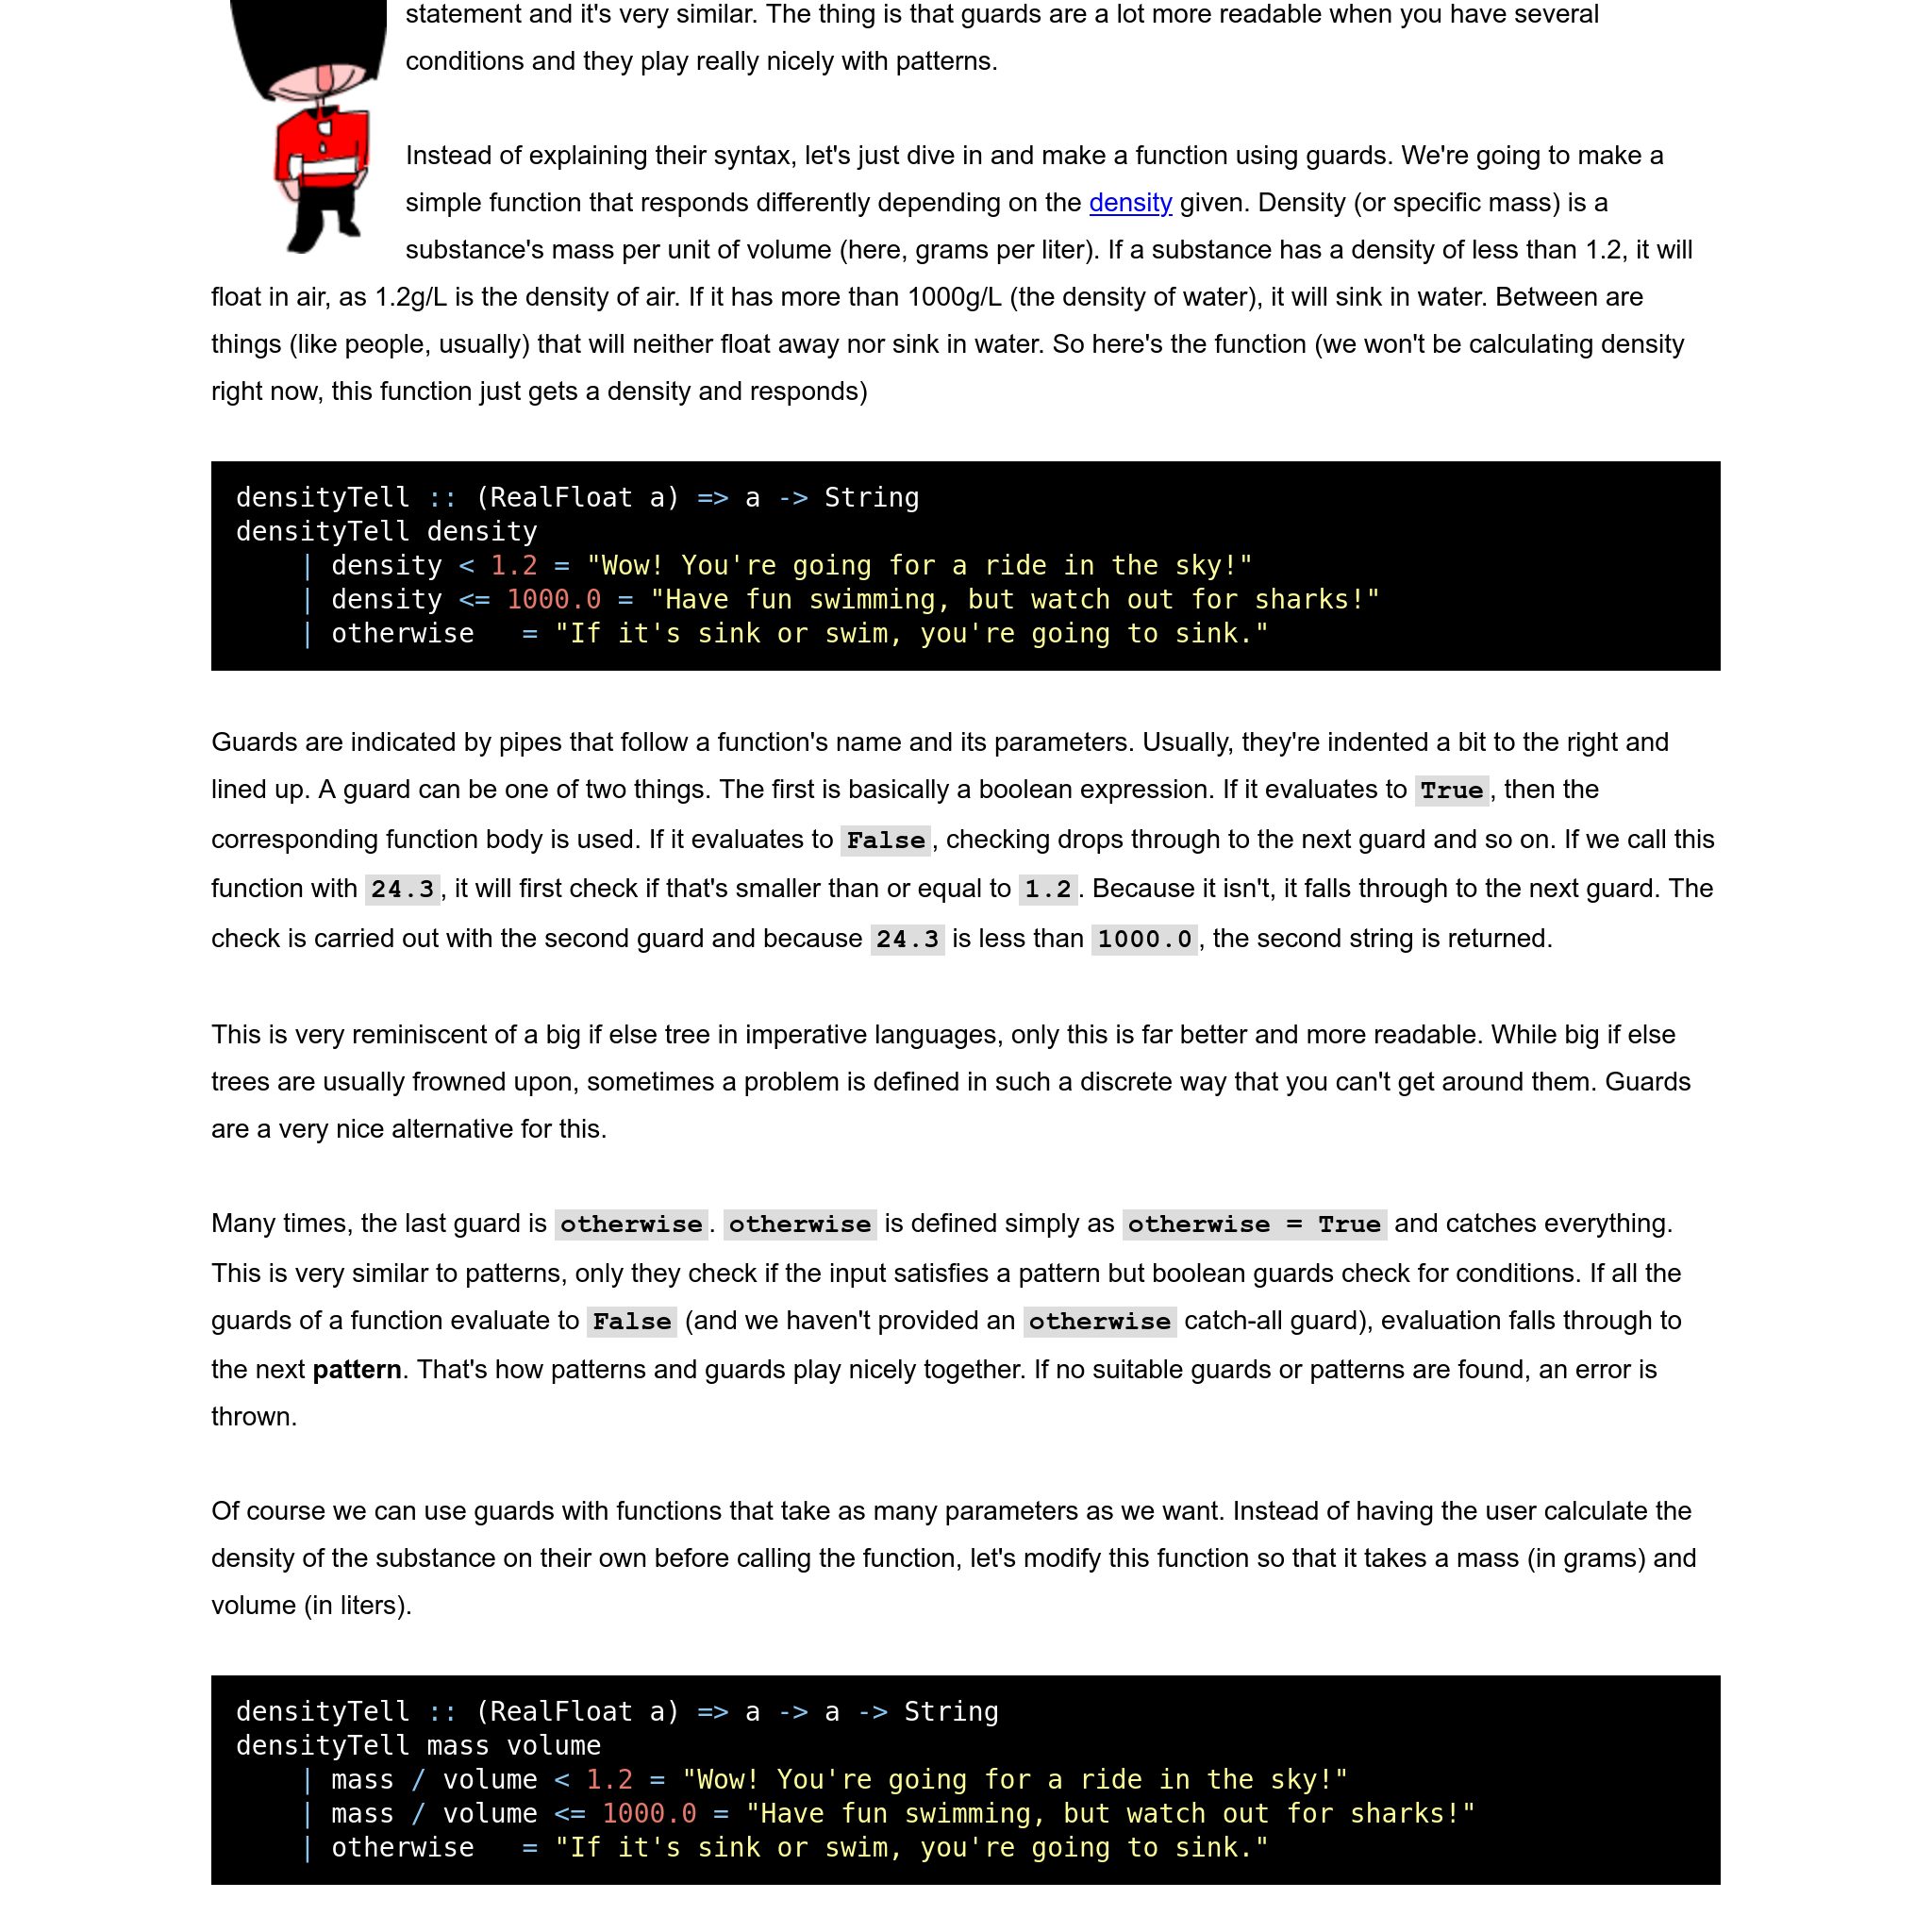 statement and it's very similar. The thing is that guards are a lot more readable when you have several
conditions and they play really nicely with patterns.
Instead of explaining their syntax, let's just dive in and make a function using guards. We're going to make a
simple function that responds differently depending on the density given. Density (or specific mass) is a
substance's mass per unit of volume (here, grams per liter). If a substance has a density of less than 1.2, it will
float in air, as 1.2g/L is the density of air. If it has more than 1000g/L (the density of water), it will sink in water. Between are
things (like people, usually) that will neither float away nor sink in water. So here's the function (we won't be calculating density
right now, this function just gets a density and responds)
densityTell :: (RealFloat a) => a -> String
densityTell density
    | density < 1.2 = "Wow! You're going for a ride in the sky!"
    | density <= 1000.0 = "Have fun swimming, but watch out for sharks!"
    | otherwise   = "If it's sink or swim, you're going to sink."
Guards are indicated by pipes that follow a function's name and its parameters. Usually, they're indented a bit to the right and
lined up. A guard can be one of two things. The first is basically a boolean expression. If it evaluates to True, then the
corresponding function body is used. If it evaluates to False, checking drops through to the next guard and so on. If we call this
function with 24.3, it will first check if that's smaller than or equal to 1.2. Because it isn't, it falls through to the next guard. The
check is carried out with the second guard and because 24.3 is less than 1000.0, the second string is returned.
This is very reminiscent of a big if else tree in imperative languages, only this is far better and more readable. While big if else
trees are usually frowned upon, sometimes a problem is defined in such a discrete way that you can't get around them. Guards
are a very nice alternative for this.
Many times, the last guard is otherwise. otherwise is defined simply as otherwise = True and catches everything.
This is very similar to patterns, only they check if the input satisfies a pattern but boolean guards check for conditions. If all the
guards of a function evaluate to False (and we haven't provided an otherwise catch-all guard), evaluation falls through to
the next pattern. That's how patterns and guards play nicely together. If no suitable guards or patterns are found, an error is
thrown.
Of course we can use guards with functions that take as many parameters as we want. Instead of having the user calculate the
density of the substance on their own before calling the function, let's modify this function so that it takes a mass (in grams) and
volume (in liters).
densityTell :: (RealFloat a) => a -> a -> String
densityTell mass volume
    | mass / volume < 1.2 = "Wow! You're going for a ride in the sky!"
    | mass / volume <= 1000.0 = "Have fun swimming, but watch out for sharks!"
    | otherwise   = "If it's sink or swim, you're going to sink."